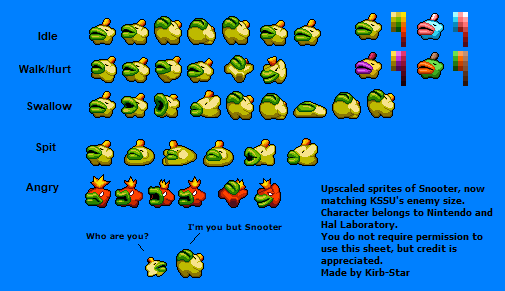 Idle
Walk/Hurt
Swallow
Spit
Angry
Who are you?
I'm you but Snooter
Upscaled sprites of Snooter, now
matching KSSU's enemy size.
Character belongs to Nintendo and
Hal Laboratory.
You do not require permission to
use this sheet, but credit is
appreciated.
Made by Kirb-Star